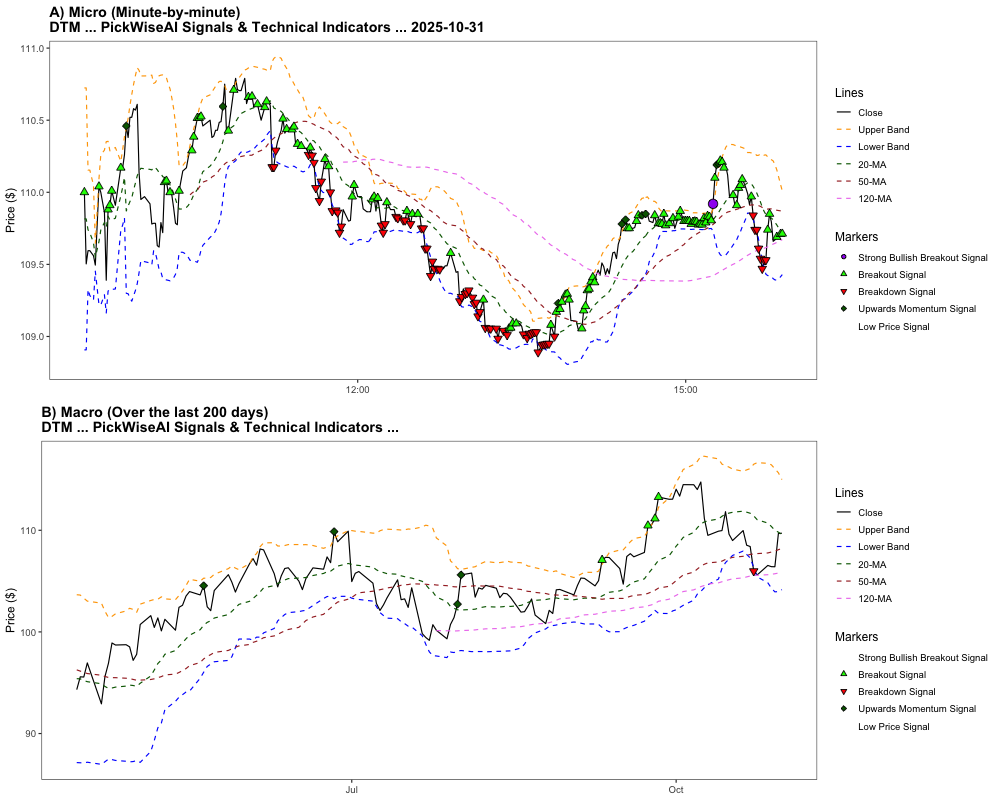 A) Micro (Minute-by-minute)
DTM ... PickWiseAI Signals & Technical Indicators ... 2025-10-31
Price ($)
111.0
110.5
110.0
109.5
109.0
12:00
15:00
Lines
Close
Upper Band
Lower Band
20-MA
50-MA
120-MA
Markers
Strong Bullish Breakout Signal
Breakout Signal
Breakdown Signal
Upwards Momentum Signal
Low Price Signal
B) Macro (Over the last 200 days)
DTM ... PickWiseAI Signals & Technical Indicators ...
Price ($)
110
100
90
Jul
Oct
Lines
Close
Upper Band
Lower Band
20-MA
50-MA
120-MA
Markers
Strong Bullish Breakout Signal
Breakout Signal
Breakdown Signal
Upwards Momentum Signal
Low Price Signal